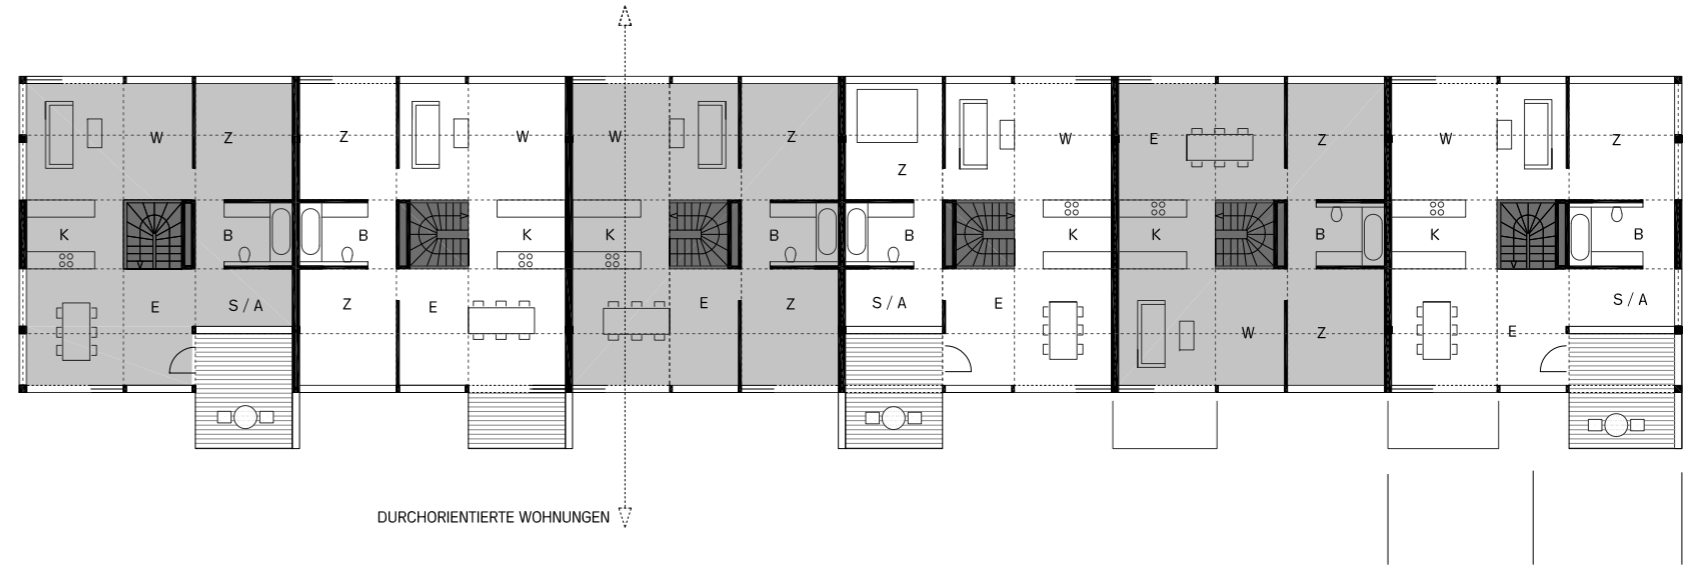 W Z Z W W Z Z W E Z W Z
K B B K K B B K K B K B
E S / A Z E E Z S / A E W Z E S / A
DURCHORIENTIERTE WOHNUNGEN